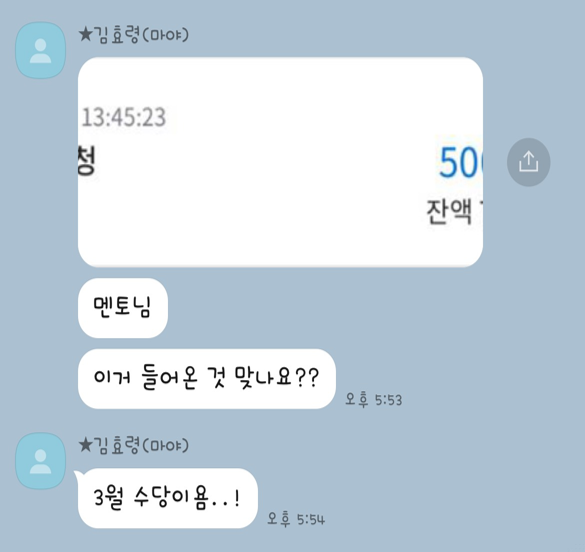 ★김효령(마야)
13:45:23
청
50
잔액
멘토님
이거 들어온 것 맞나요??
오후 5:53
★김효령(마야)
3월 수당이욤..!
오후 5:54